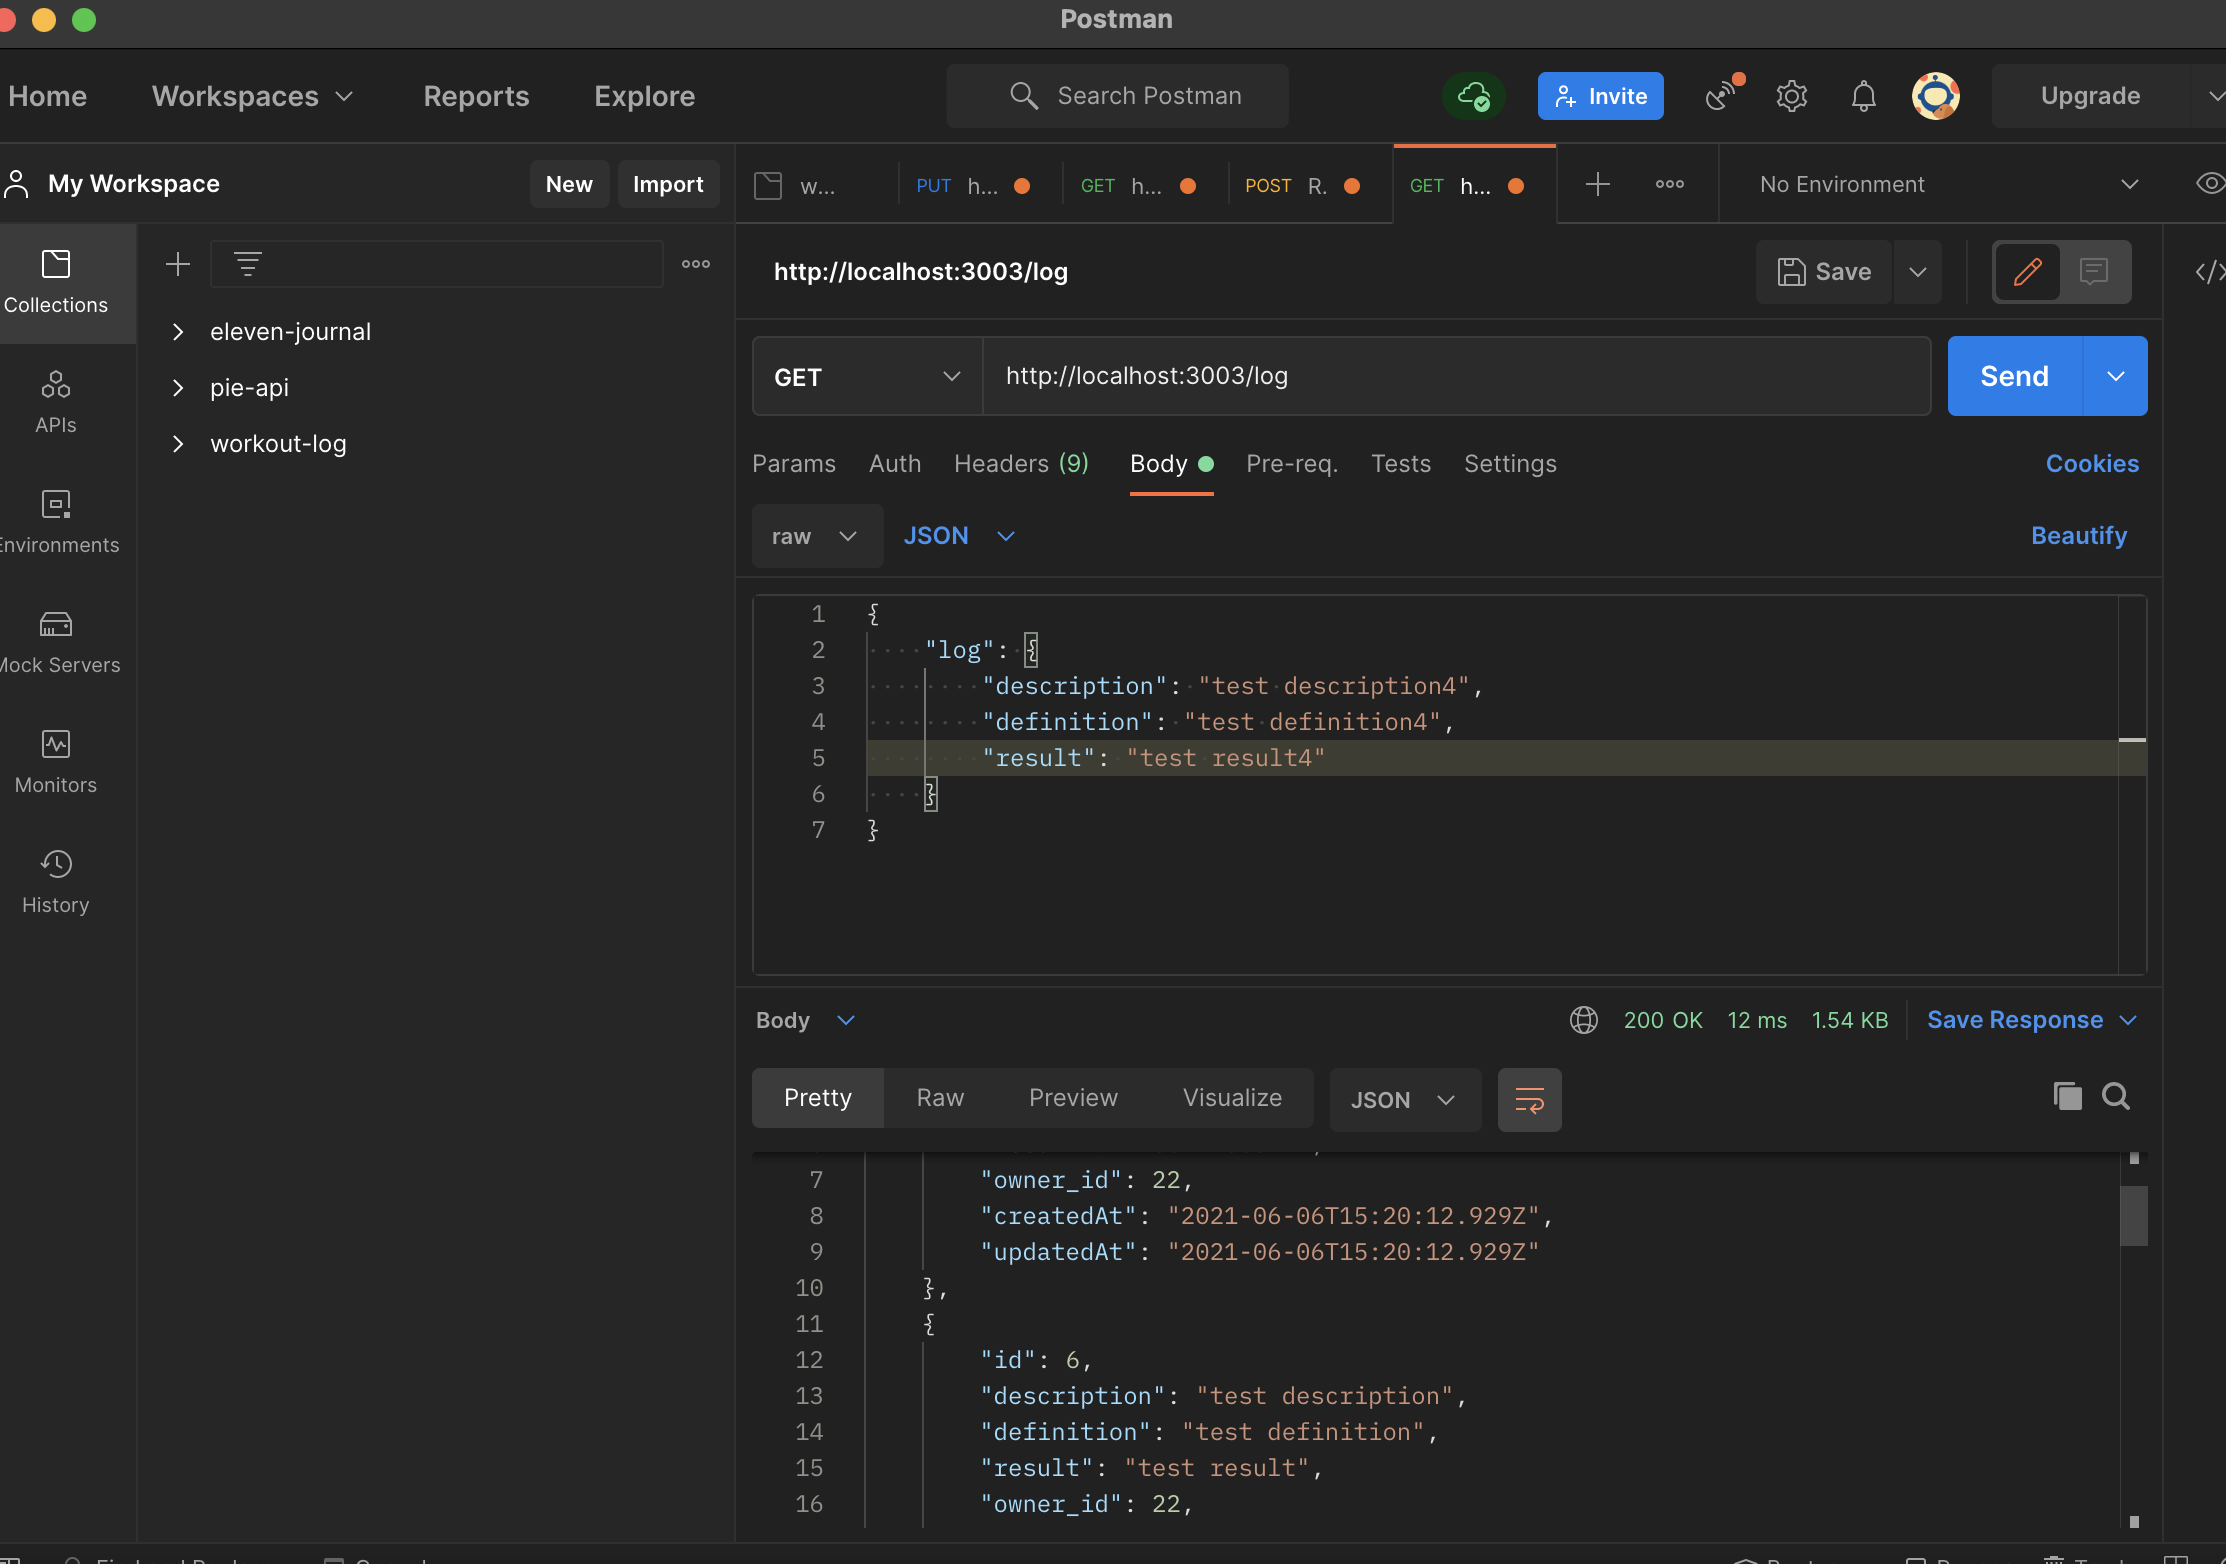 Postman
Home Workspaces Reports Explore Search Postman Invite Upgrade
My Workspace New Import w... PUT h... GET h... POST R. GET h... No Environment
Collections
eleven-journal
pie-api
workout-log
APIs
Environments
Mock Servers
Monitors
History
http://localhost:3003/log Save
GET http://localhost:3003/log Send
Params Auth Headers (9) Body Pre-req. Tests Settings Cookies
raw JSON Beautify
1 {
2 "log": {
3 "description": "test description4",
4 "definition": "test definition4",
5 "result": "test result4"
6 }
7 }
Body 200 OK 12 ms 1.54 KB Save Response
Pretty Raw Preview Visualize JSON
7 "owner_id": 22,
8 "createdAt": "2021-06-06T15:20:12.929Z",
9 "updatedAt": "2021-06-06T15:20:12.929Z"
10 },
11 {
12 "id": 6,
13 "description": "test description",
14 "definition": "test definition",
15 "result": "test result",
16 "owner_id": 22,